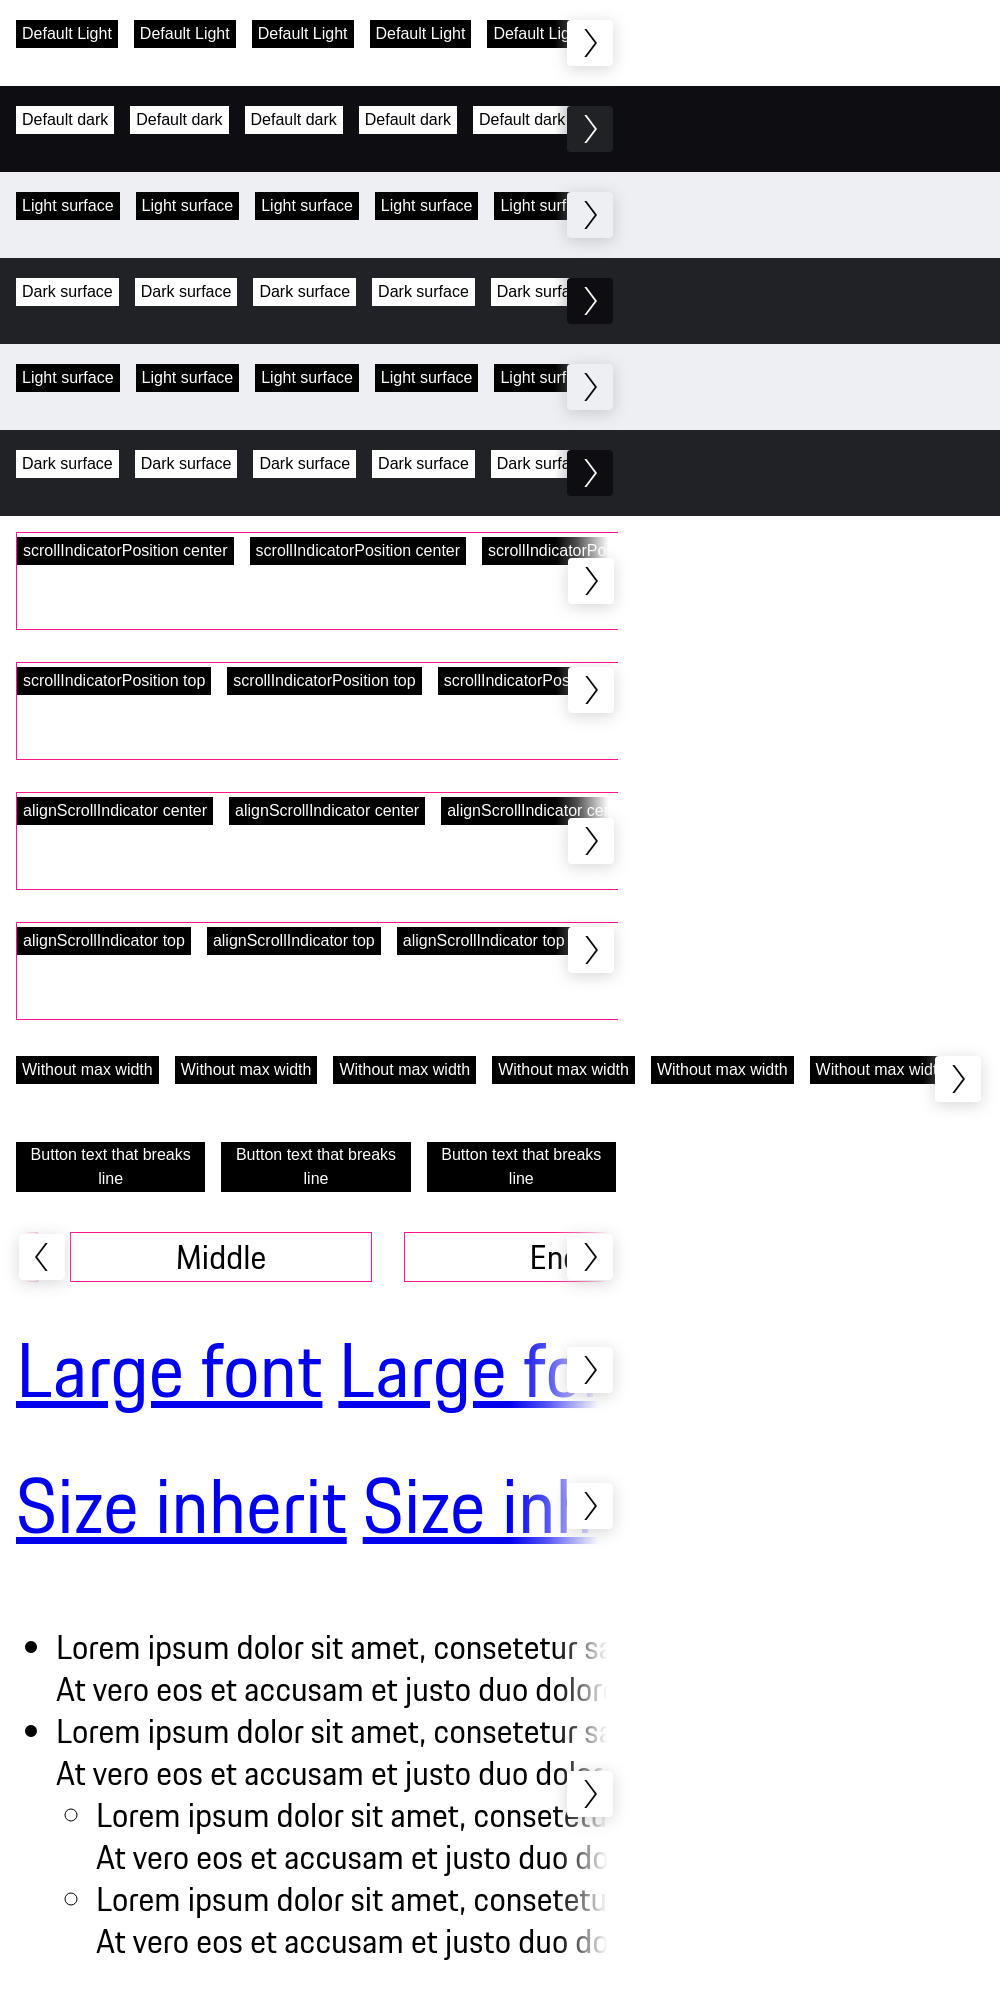 Default Light Default Light Default Light Default Light Default Lig
Default dark Default dark Default dark Default dark Default dark
Light surface Light surface Light surface Light surface Light surf
Dark surface Dark surface Dark surface Dark surface Dark surfa
Light surface Light surface Light surface Light surface Light surf
Dark surface Dark surface Dark surface Dark surface Dark surfa
scrollIndicatorPosition center scrollIndicatorPosition center scrollIndicatorPos
scrollIndicatorPosition top scrollIndicatorPosition top scrollIndicatorPos
alignScrollIndicator center alignScrollIndicator center alignScrollIndicator cen
alignScrollIndicator top alignScrollIndicator top alignScrollIndicator top
Without max width Without max width Without max width Without max width Without max width Without max widt
Button text that breaks line Button text that breaks line Button text that breaks line
Middle En
Large font Large fo
Size inherit Size inh
Lorem ipsum dolor sit amet, consetetur sa
At vero eos et accusam et justo duo dolor
Lorem ipsum dolor sit amet, consetetur sa
At vero eos et accusam et justo duo dolor
Lorem ipsum dolor sit amet, consetetu
At vero eos et accusam et justo duo do
Lorem ipsum dolor sit amet, consetetu
At vero eos et accusam et justo duo do